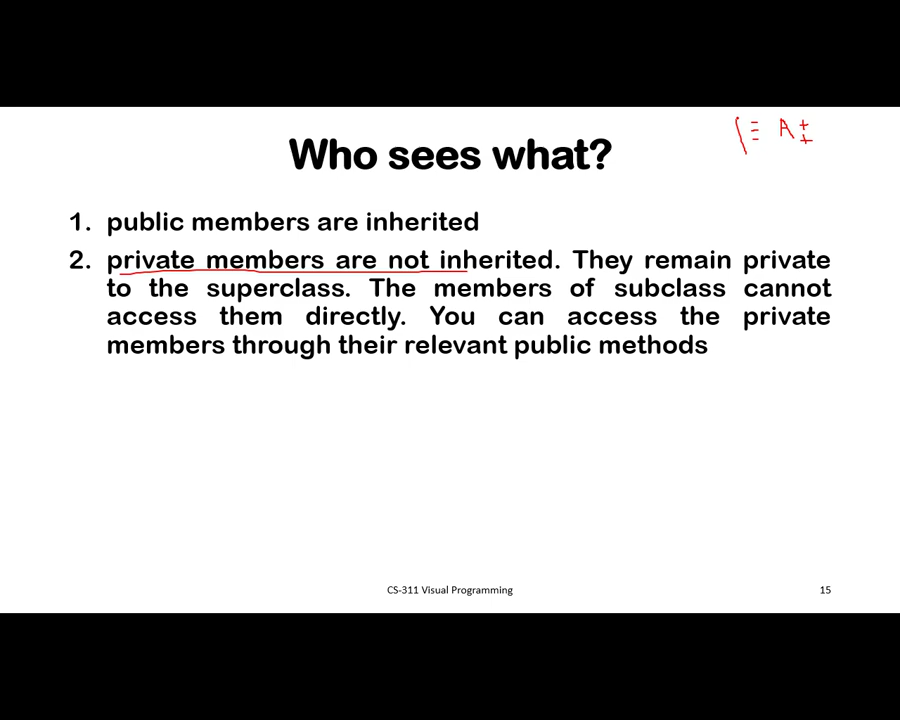 Who sees what?
1. public members are inherited
2. private members are not inherited. They remain private
to the superclass. The members of subclass cannot
access them directly. You can access the private
members through their relevant public methods
CS-311 Visual Programming
15